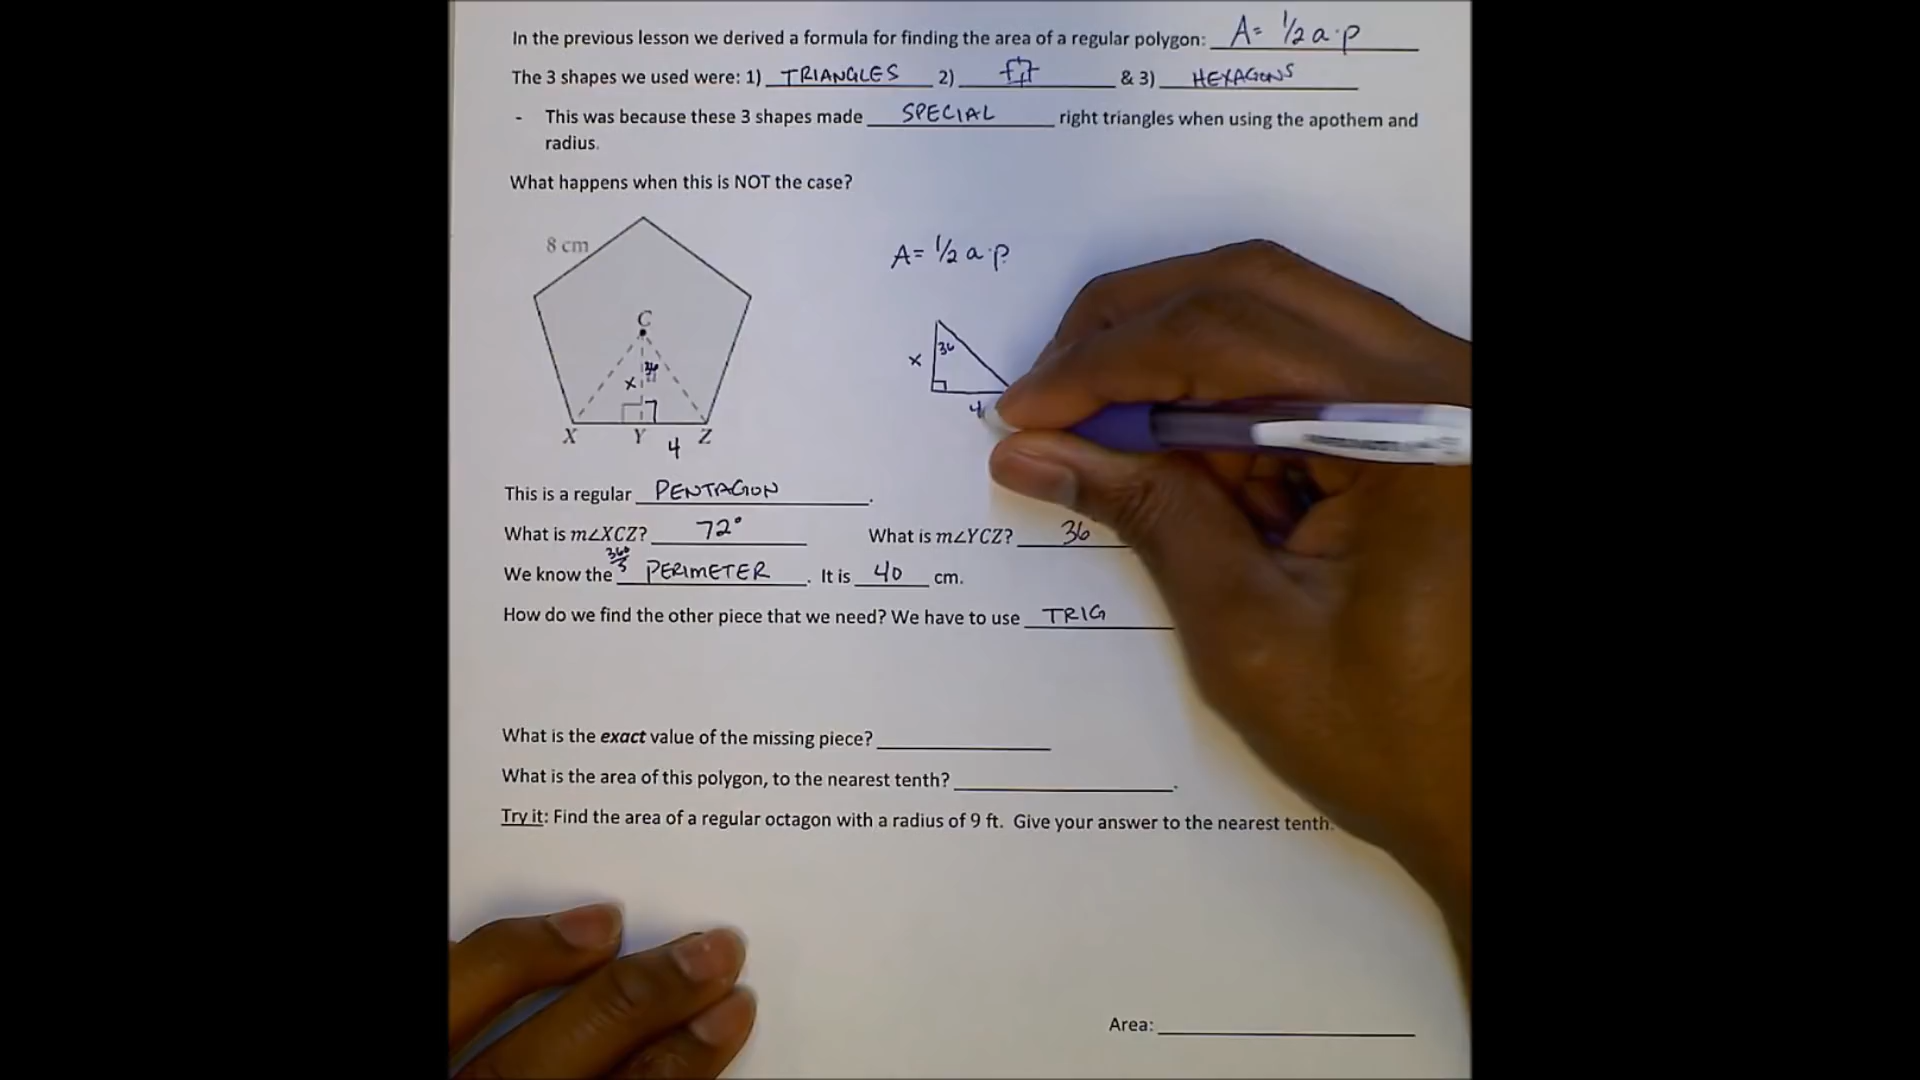 In the previous lesson we derived a formula for finding the area of a regular polygon: A= 1/2 a·p
The 3 shapes we used were: 1) TRIANGLES 2) & 3) HEXAGONS
- This was because these 3 shapes made SPECIAL right triangles when using the apothem and
radius.
What happens when this is NOT the case?
8 cm
A= 1/2 a·p
C
36
x
X Y Z
4
x
36
4
This is a regular PENTAGON.
What is m∠XCZ? 72° What is m∠YCZ? 36
360/5
We know the PERIMETER. It is 40 cm.
How do we find the other piece that we need? We have to use TRIG
What is the exact value of the missing piece?
What is the area of this polygon, to the nearest tenth? .
Try it: Find the area of a regular octagon with a radius of 9 ft. Give your answer to the nearest tenth.
Area: